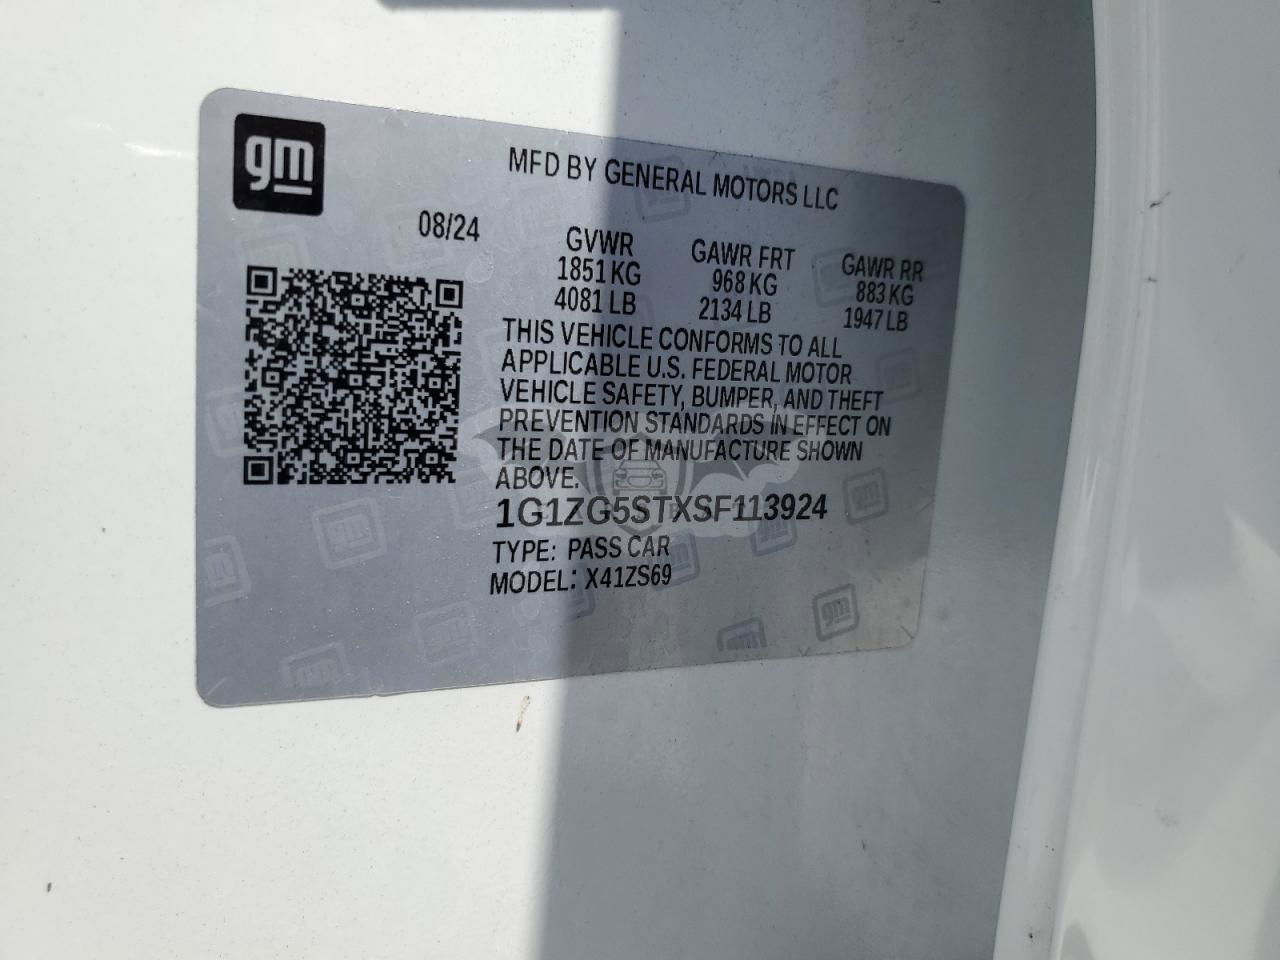 gm
MFD BY GENERAL MOTORS LLC
08/24
GVWR GAWR FRT GAWR RR
1851 KG 968 KG 883 KG
4081 LB 2134 LB 1947 LB
THIS VEHICLE CONFORMS TO ALL
APPLICABLE U.S. FEDERAL MOTOR
VEHICLE SAFETY, BUMPER, AND THEFT
PREVENTION STANDARDS IN EFFECT ON
THE DATE OF MANUFACTURE SHOWN
ABOVE.
1G1ZG5STXSF113924
TYPE: PASS CAR
MODEL: X41ZS69